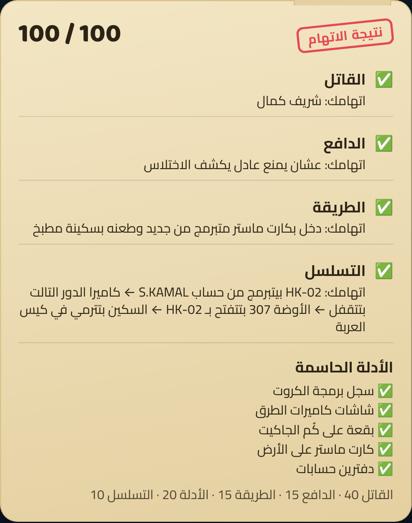 نتيجة الاتهام
100 / 100
القاتل
اتهامك: شريف كمال
الدافع
اتهامك: عشان يمنع عادل يكشف الاختلاس
الطريقة
اتهامك: دخل بكارت ماستر متبرمج من جديد وطعنه بسكينة مطبخ
التسلسل
اتهامك: HK-02 بيتبرمج من حساب S.KAMAL ← كاميرا الدور التالت
بتتقفل ← الأوضة 307 بتتفتح بـ HK-02 ← السكين بتترمي في كيس
العربة
الأدلة الحاسمة
سجل برمجة الكروت
شاشات كاميرات الطرق
بقعة على كُم الجاكيت
كارت ماستر على الأرض
دفترين حسابات
القاتل 40 · الدافع 15 · الطريقة 15 · الأدلة 20 · التسلسل 10